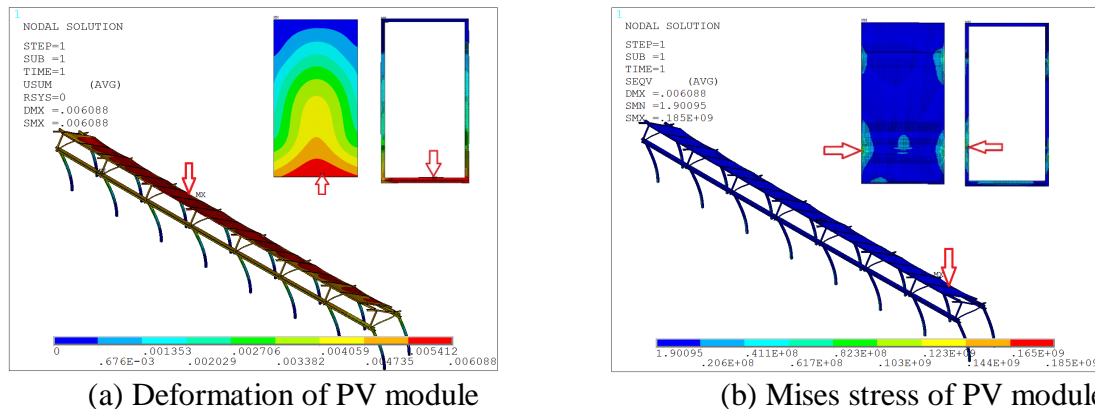 1
NODAL SOLUTION
STEP=1
SUB =1
TIME=1
USUM (AVG)
RSYS=0
DMX =.006088
SMX =.006088
MX
0 .001353 .002706 .004059 .005412
.676E-03 .002029 .003382 .004735 .006088
(a) Deformation of PV module
1
NODAL SOLUTION
STEP=1
SUB =1
TIME=1
SEQV (AVG)
DMX =.006088
SMN =1.90095
SMX =.185E+09
MX
1.90095 .411E+08 .823E+08 .123E+09 .165E+09
.206E+08 .617E+08 .103E+09 .144E+09 .185E+09
(b) Mises stress of PV module